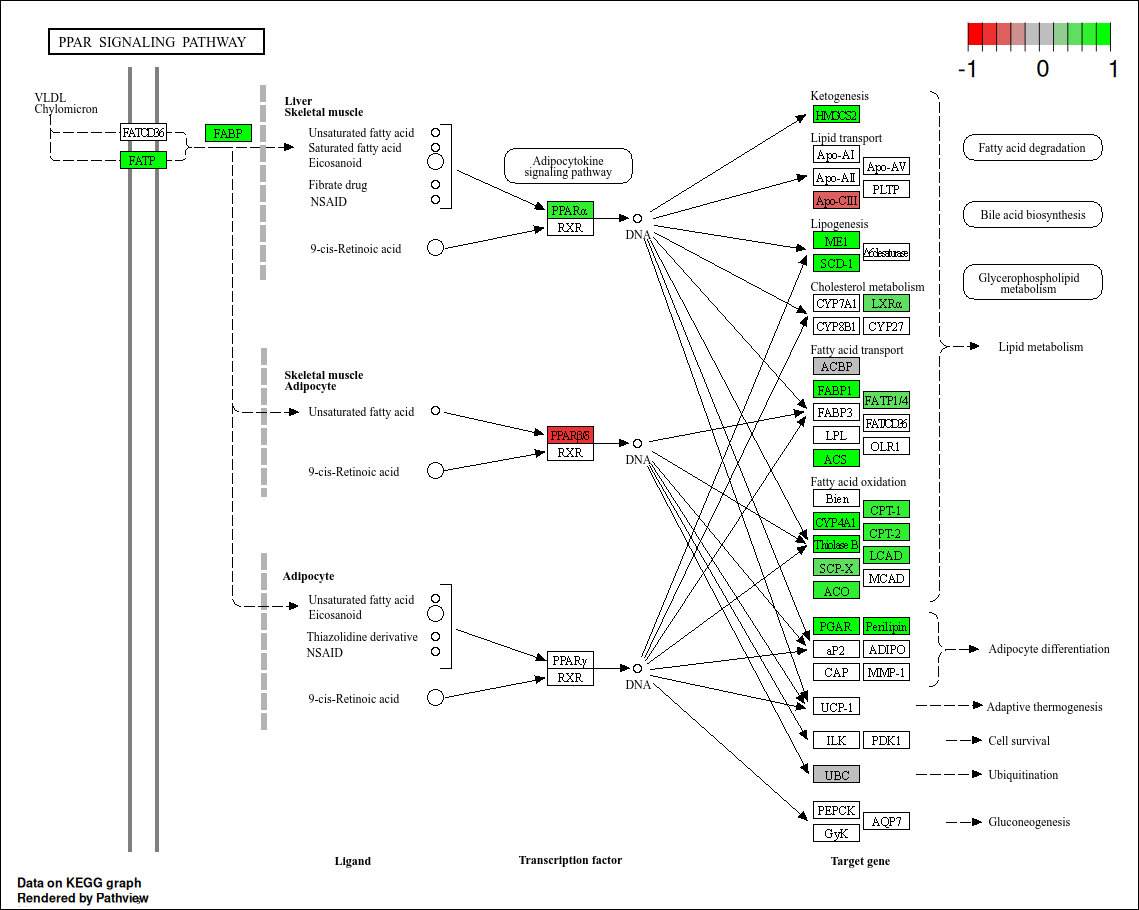 PPAR SIGNALING PATHWAY
-1 0 1
VLDL
Chylomicron
FATCD36
FATP
FABP
Liver
Skeletal muscle
Unsaturated fatty acid
Saturated fatty acid
Eicosanoid
Fibrate drug
NSAID
9-cis-Retinoic acid
Adipocytokine
signaling pathway
PPARα
RXR
DNA
Skeletal muscle
Adipocyte
Unsaturated fatty acid
9-cis-Retinoic acid
PPARβ/δ
RXR
DNA
Adipocyte
Unsaturated fatty acid
Eicosanoid
Thiazolidine derivative
NSAID
9-cis-Retinoic acid
PPARγ
RXR
DNA
Ketogenesis
HMGCS2
Lipid transport
Apo-AI
Apo-AII
Apo-AV
PLTP
Apo-CIII
Lipogenesis
ME1
SCD-1
Cholesterol metabolism
CYP7A1
LXRα
CYP8B1
CYP27
Fatty acid transport
ACBP
FABP1
FATP1/4
FABP3
FATCD36
LPL
OLR1
ACS
Fatty acid oxidation
Bien
CPT-1
CYP4A1
CPT-2
Thiolase B
LCAD
SCP-X
MCAD
ACO
PGAR
Perilipin
aP2
ADIPO
CAP
MMP-1
UCP-1
ILK
PDK1
UBC
PEPCK
AQP7
GyK
Fatty acid degradation
Bile acid biosynthesis
Glycerophospholipid
metabolism
Lipid metabolism
Adipocyte differentiation
Adaptive thermogenesis
Cell survival
Ubiquitination
Gluconeogenesis
Ligand
Transcription factor
Target gene
Data on KEGG graph
Rendered by Pathview